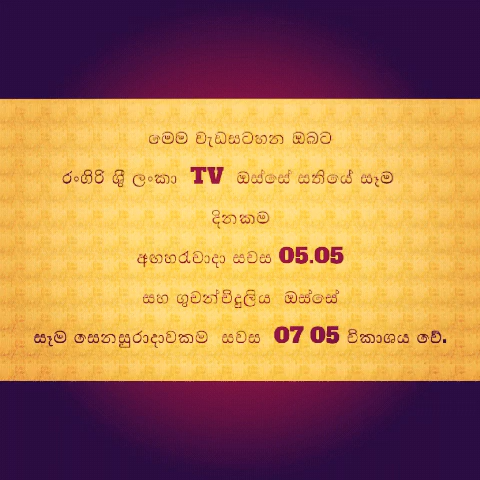 මෙම වැඩසටහන ඔබට
රංගිරි ශ්‍රී ලංකා TV ඔස්සේ සතියේ සෑම
දිනකම
අඟහරැවාදා සවස 05.05
සහ ගුවන්විදුලිය ඔස්සේ
සෑම සෙනසුරාදාවකම සවස 07 05 විකාශය වේ.